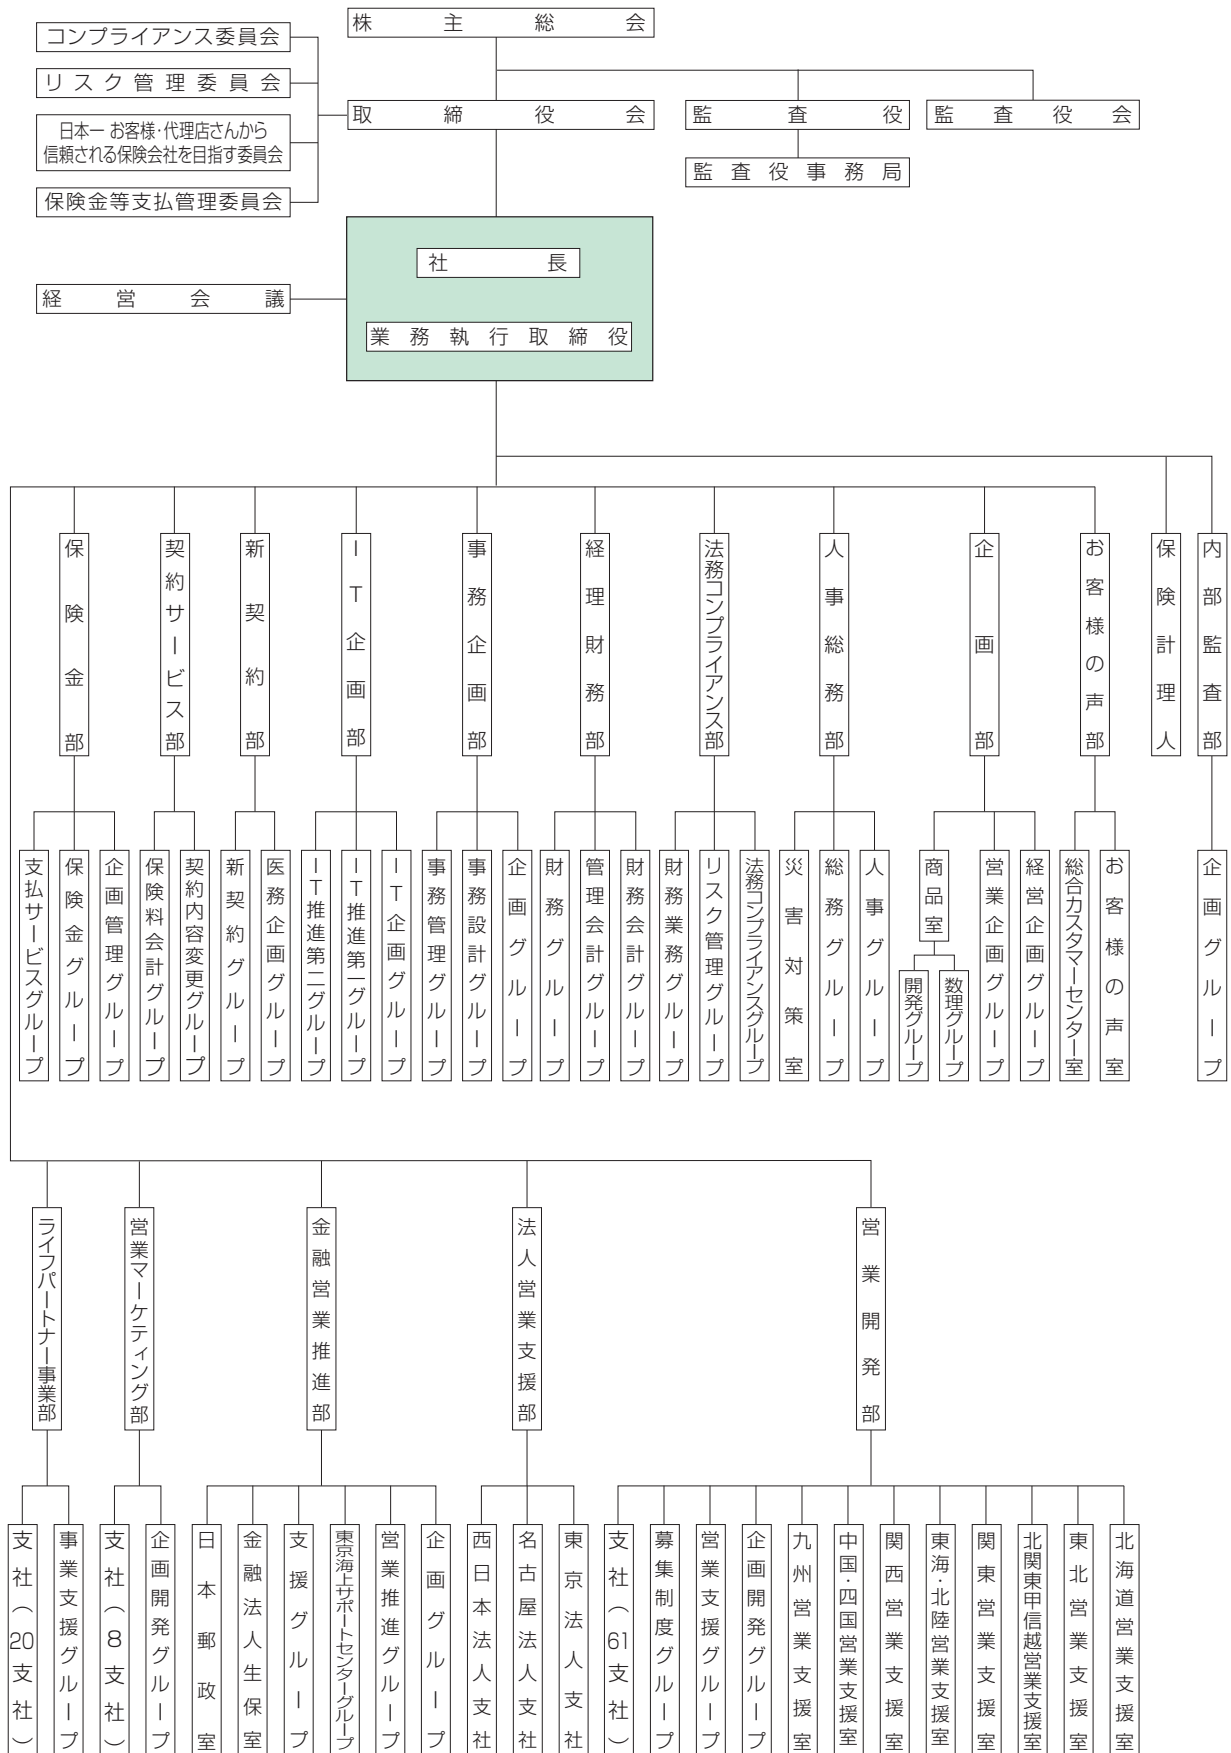 株主総会
コンプライアンス委員会
リスク管理委員会
取締役会
監査役
監査役会
日本一 お客様・代理店さんから
信頼される保険会社を目指す委員会
監査役事務局
保険金等支払管理委員会
社長
経営会議
業務執行取締役
保険金部
契約サービス部
新契約部
IT企画部
事務企画部
経理財務部
法務コンプライアンス部
人事総務部
企画部
お客様の声部
保険計理人
内部監査部
支払サービスグループ
保険金グループ
企画管理グループ
保険料会計グループ
契約内容変更グループ
新契約グループ
医務企画グループ
IT推進第二グループ
IT推進第一グループ
IT企画グループ
事務管理グループ
事務設計グループ
企画グループ
財務グループ
管理会計グループ
財務会計グループ
財務業務グループ
リスク管理グループ
法務コンプライアンスグループ
災害対策室
総務グループ
人事グループ
商品室
開発グループ
数理グループ
営業企画グループ
経営企画グループ
総合カスタマーセンター室
お客様の声室
企画グループ
ライフパートナー事業部
営業マーケティング部
金融営業推進部
法人営業支援部
営業開発部
支社(20支社)
事業支援グループ
支社(8支社)
企画開発グループ
日本郵政室
金融法人生保室
支援グループ
東京海上サポートセンターグループ
営業推進グループ
企画グループ
西日本法人支社
名古屋法人支社
東京法人支社
支社(61支社)
募集制度グループ
営業支援グループ
企画開発グループ
九州営業支援室
中国・四国営業支援室
関西営業支援室
東海・北陸営業支援室
関東営業支援室
北関東甲信越営業支援室
東北営業支援室
北海道営業支援室